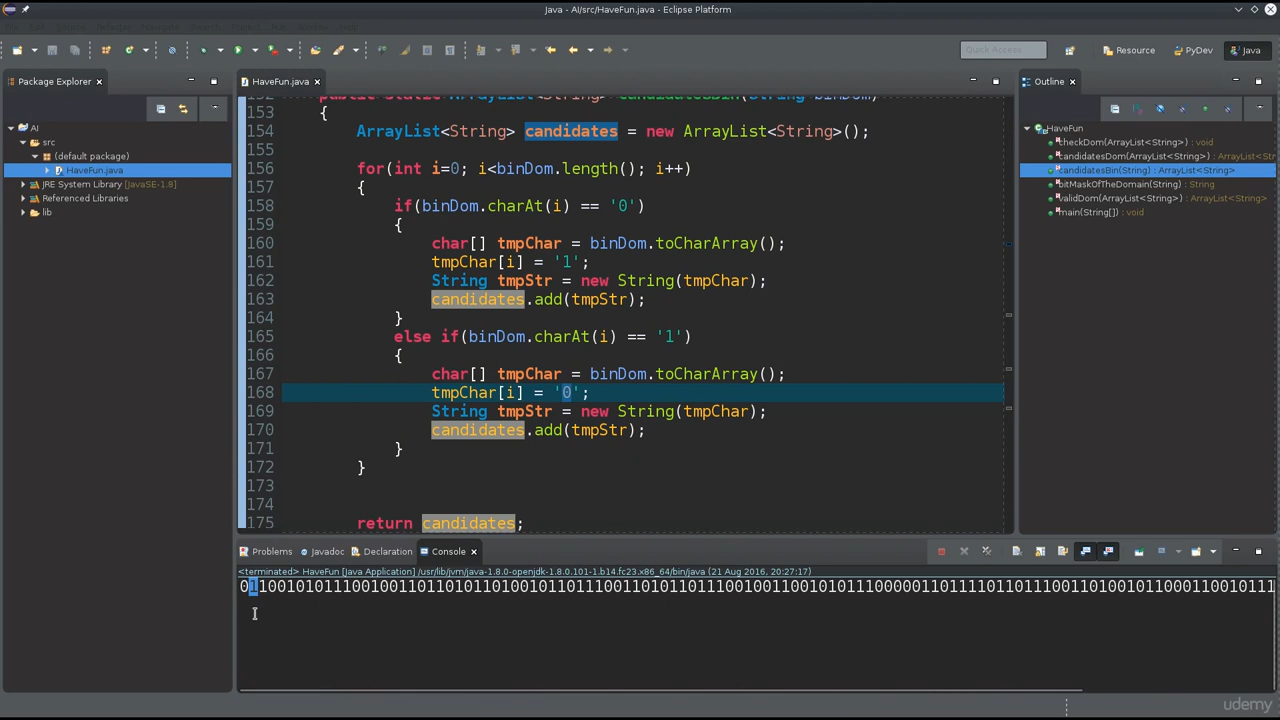 Java - AI/src/HaveFun.java - Eclipse Platform
Quick Access
Resource
PyDev
Java
Package Explorer
AI
src
(default package)
HaveFun.java
JRE System Library [javaSE-1.8]
Referenced Libraries
lib
HaveFun.java
153 {
154 ArrayList<String> candidates = new ArrayList<String>();
155
156 for(int i=0; i<binDom.length(); i++)
157 {
158 if(binDom.charAt(i) == '0')
159 {
160 char[] tmpChar = binDom.toCharArray();
161 tmpChar[i] = '1';
162 String tmpStr = new String(tmpChar);
163 candidates.add(tmpStr);
164 }
165 else if(binDom.charAt(i) == '1')
166 {
167 char[] tmpChar = binDom.toCharArray();
168 tmpChar[i] = '0';
169 String tmpStr = new String(tmpChar);
170 candidates.add(tmpStr);
171 }
172 }
173
174
175 return candidates;
Outline
HaveFun
checkDom(ArrayList<String>) : void
candidatesDom(ArrayList<String>) : ArrayList<Str
candidatesBin(String) : ArrayList<String>
bitMaskOfTheDomain(String) : String
validDom(ArrayList<String>) : ArrayList<String>
main(String[]) : void
Problems
Javadoc
Declaration
Console
<terminated> HaveFun [Java Application] /usr/lib/jvm/java-1.8.0-openjdk-1.8.0.101-1.b14.fc23.x86_64/bin/java (21 Aug 2016, 20:27:17)
udemy